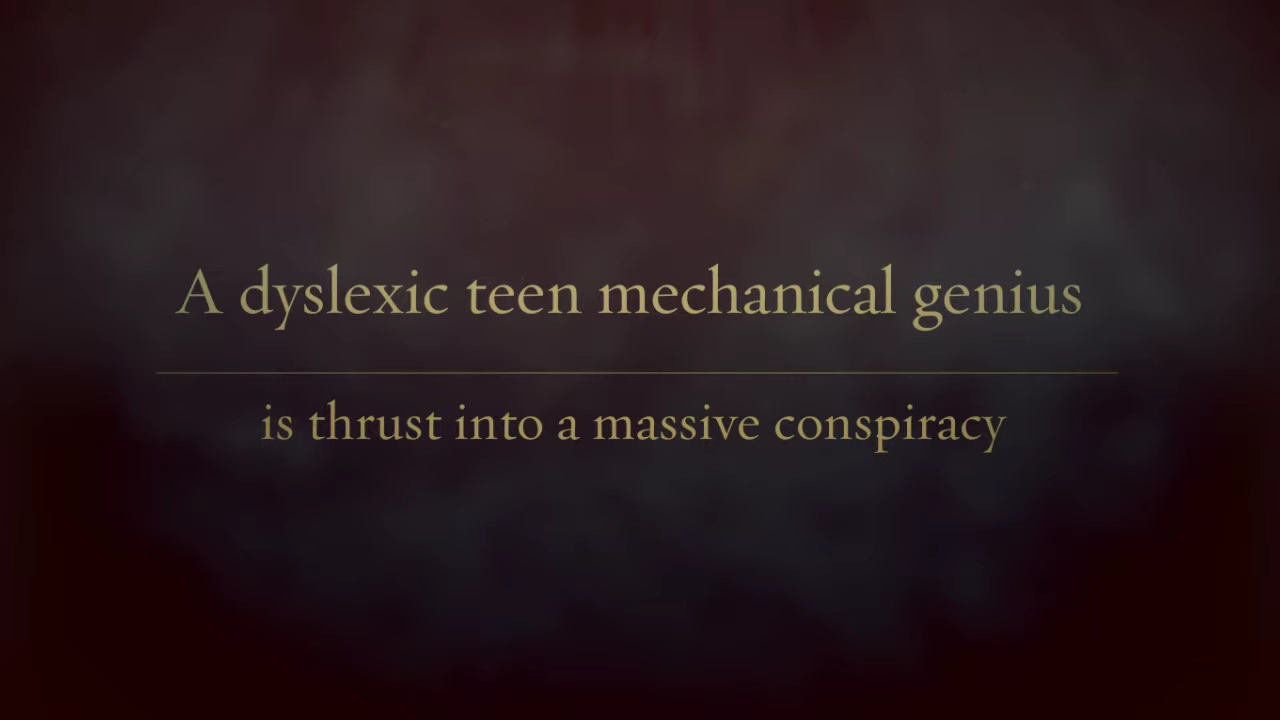 A dyslexic teen mechanical genius
is thrust into a massive conspiracy